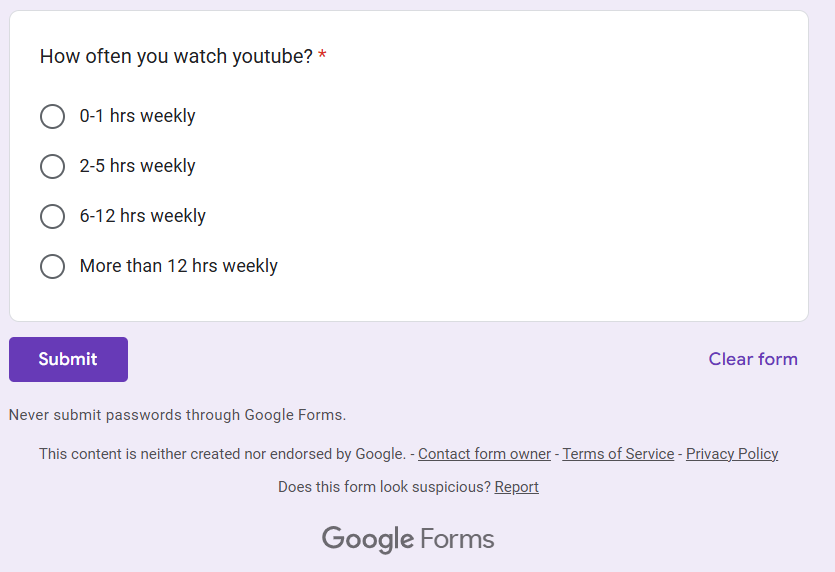 How often you watch youtube? *
0-1 hrs weekly
2-5 hrs weekly
6-12 hrs weekly
More than 12 hrs weekly
Submit
Clear form
Never submit passwords through Google Forms.
This content is neither created nor endorsed by Google. - Contact form owner - Terms of Service - Privacy Policy
Does this form look suspicious? Report
Google Forms